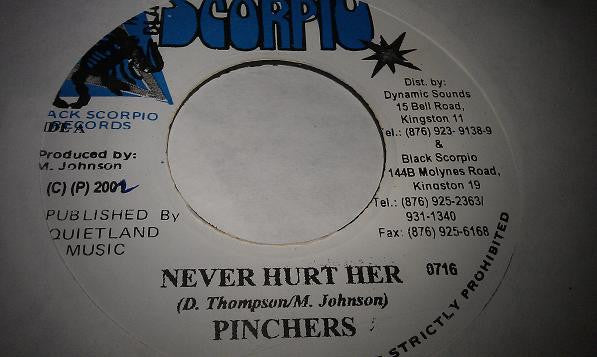 SCORPIO
ACK SCORPIO
RECORDS
Produced by:
M. Johnson
(C) (P) 2002
PUBLISHED By
QUIETLAND
MUSIC
Dist. by:
Dynamic Sounds
15 Bell Road,
Kingston 11
Tel.: (876) 923- 9138-9
&
Black Scorpio
144B Molynes Road,
Kingston 19
Tel.: (876) 925-2363/
931-1340
Fax: (876) 925-6168
NEVER HURT HER
0716
(D. Thompson/M. Johnson)
PINCHERS
STRICTLY PROHIBITED